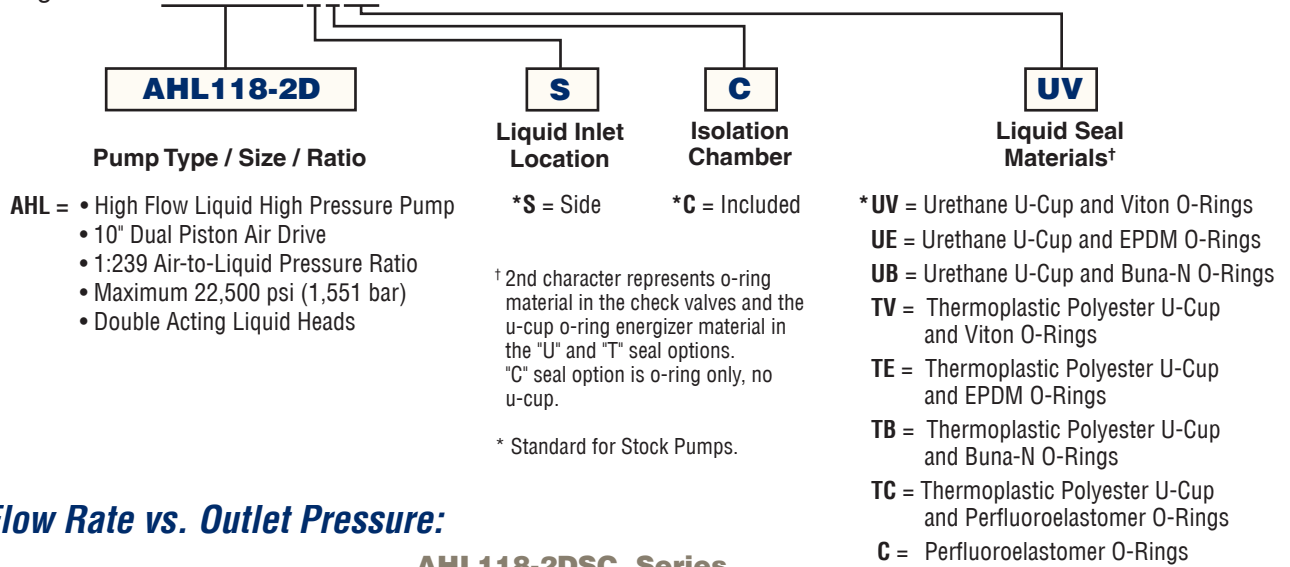 AHL118-2D
S
C
UV
Pump Type / Size / Ratio
Liquid Inlet
Location
Isolation
Chamber
Liquid Seal
Materials†
AHL = • High Flow Liquid High Pressure Pump
• 10" Dual Piston Air Drive
• 1:239 Air-to-Liquid Pressure Ratio
• Maximum 22,500 psi (1,551 bar)
• Double Acting Liquid Heads
*S = Side
*C = Included
† 2nd character represents o-ring
material in the check valves and the
u-cup o-ring energizer material in
the "U" and "T" seal options.
"C" seal option is o-ring only, no
u-cup.
* Standard for Stock Pumps.
*UV = Urethane U-Cup and Viton O-Rings
UE = Urethane U-Cup and EPDM O-Rings
UB = Urethane U-Cup and Buna-N O-Rings
TV = Thermoplastic Polyester U-Cup
and Viton O-Rings
TE = Thermoplastic Polyester U-Cup
and EPDM O-Rings
TB = Thermoplastic Polyester U-Cup
and Buna-N O-Rings
TC = Thermoplastic Polyester U-Cup
and Perfluoroelastomer O-Rings
C = Perfluoroelastomer O-Rings
Flow Rate vs. Outlet Pressure:
AHL118-2DSC Series